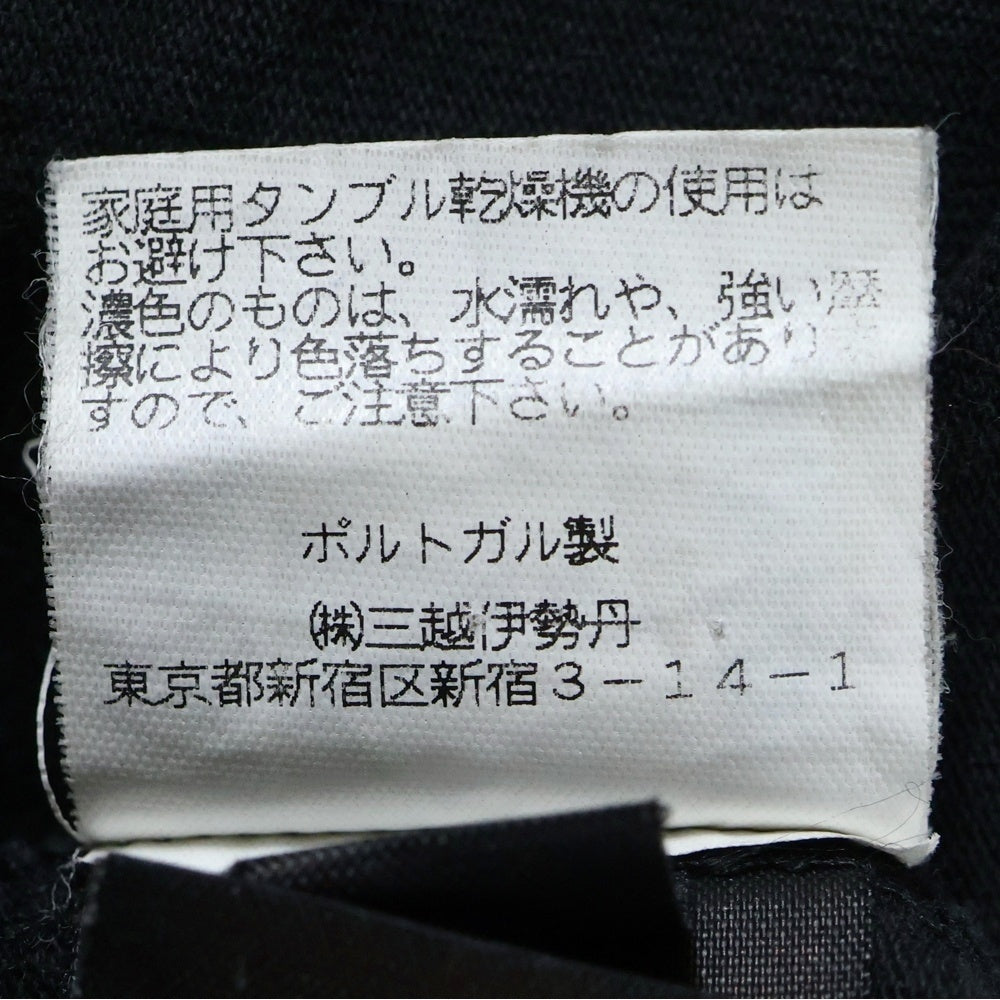 家庭用タンブル乾燥機の使用は
お避け下さい。
濃色のものは、水濡れや、強い摩
擦により色落ちすることがありま
すので、ご注意下さい。
ポルトガル製
㈱三越伊勢丹
東京都新宿区新宿3-14-1